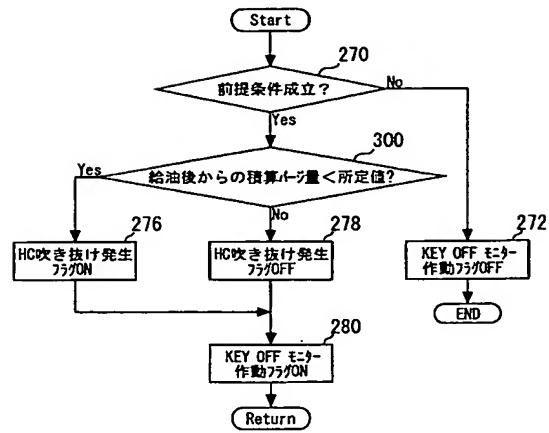 Start
270
前提条件成立?
No
Yes
300
Yes
給油後からの積算パージ量<所定値?
No
276
278
272
HC吹き抜け発生
フラグON
HC吹き抜け発生
フラグOFF
KEY OFF モニター
作動フラグOFF
END
280
KEY OFF モニター
作動フラグON
Return